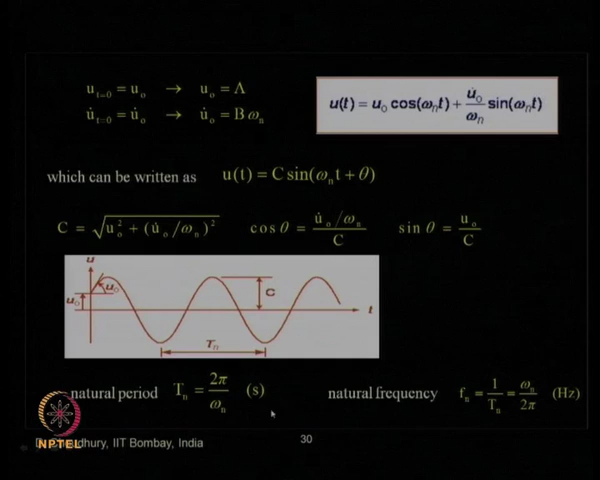 u_{t=0} = u_o → u_o = A
u̇_{t=0} = u̇_o → u̇_o = B ω_n
u(t) = u_o cos(ω_n t) + u̇_o/ω_n sin(ω_n t)
which can be written as u(t) = C sin(ω_n t + θ)
C = √(u_o² + (u̇_o/ω_n)²) cos θ = (u̇_o/ω_n)/C sin θ = u_o/C
u
u_o
u̇_o
C
t
T_n
natural period T_n = 2π/ω_n (s) natural frequency f_n = 1/T_n = ω_n/2π (Hz)
NPTEL
hudhury, IIT Bombay, India
30